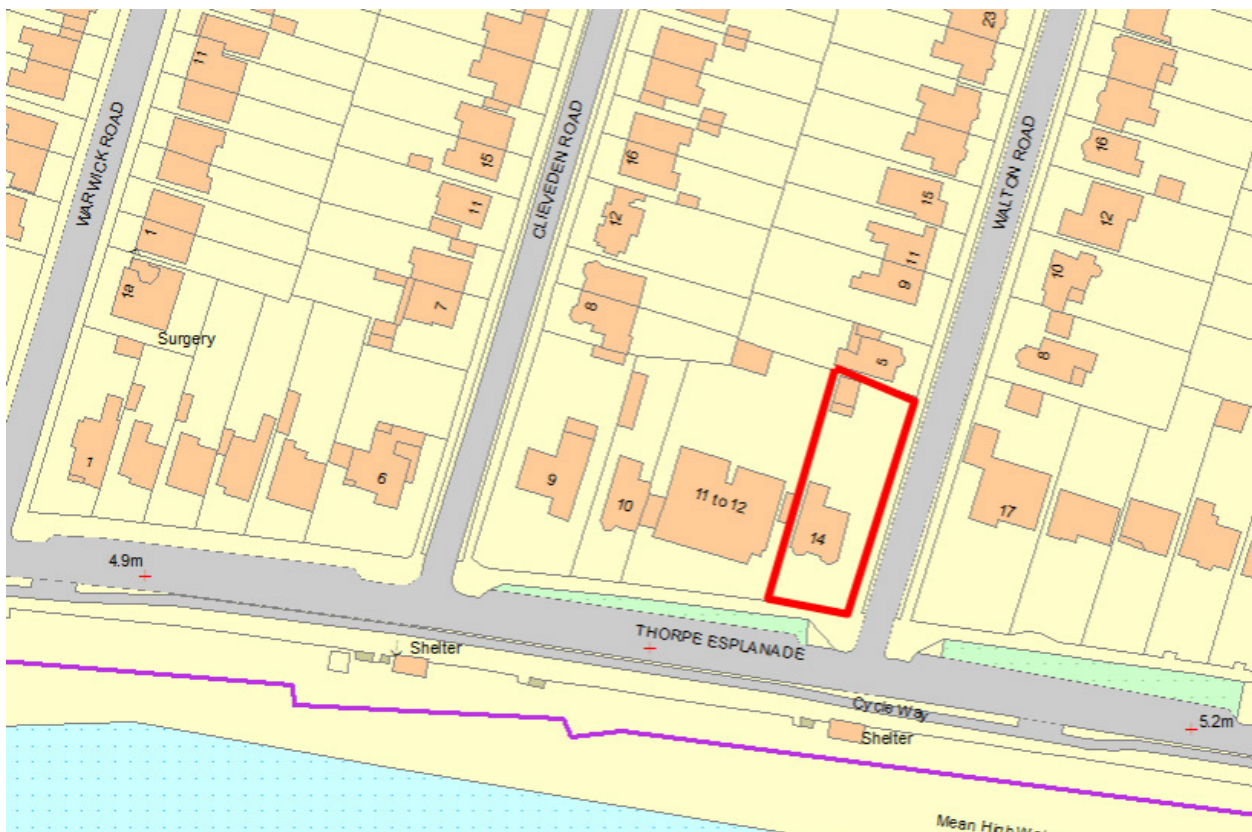 23
11
WARWICK ROAD
15
CLIEVEDEN ROAD
16
WALTON ROAD
16
1
11
12
15
12
1a
7
8
11
9
10
Surgery
5
8
1
6
9
10
11 to 12
14
17
4.9m
THORPE ESPLANADE
Shelter
Cycle Way
5.2m
Shelter